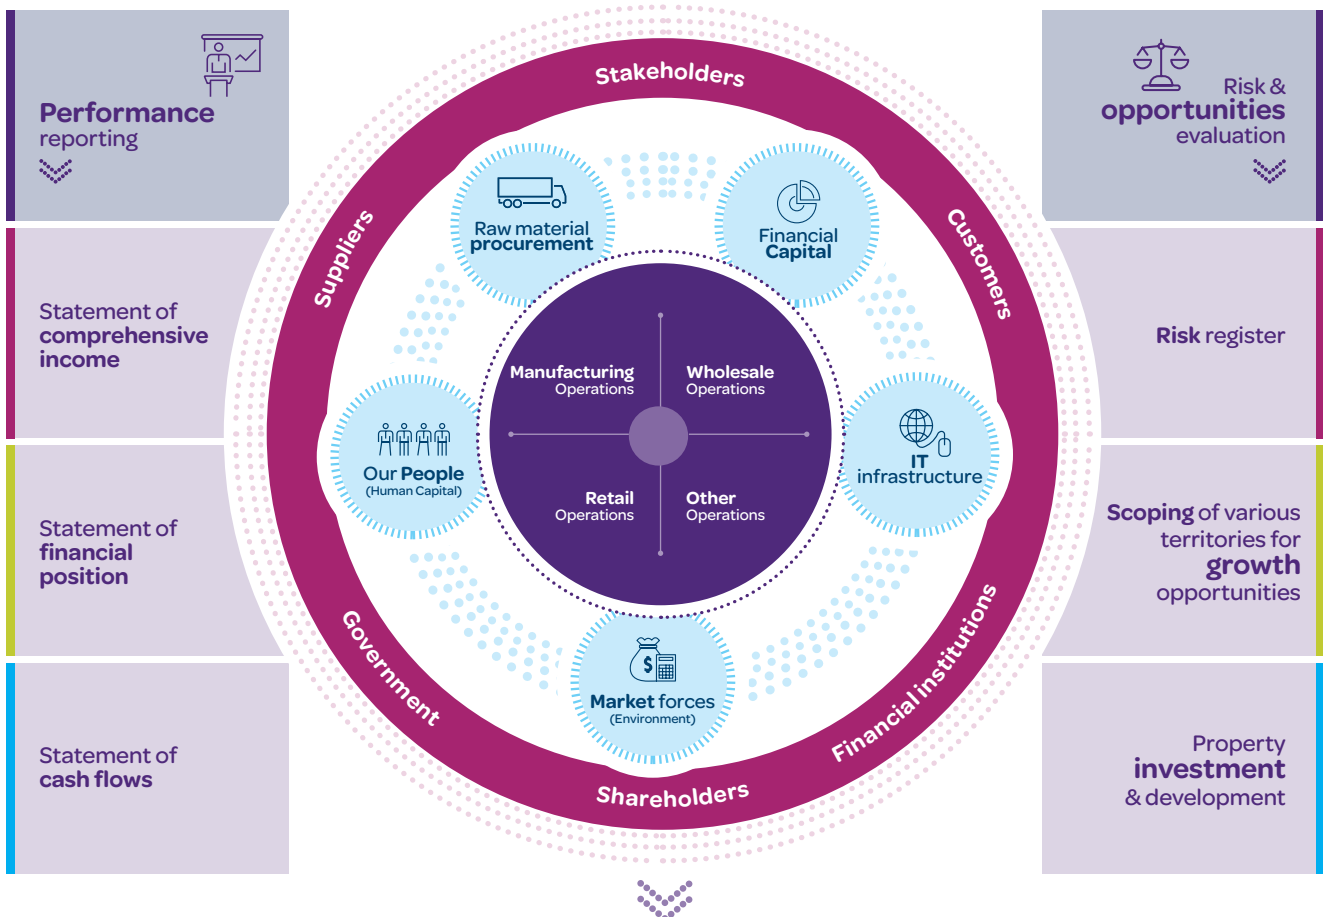 Performance
reporting
Statement of
comprehensive
income
Statement of
financial
position
Statement of
cash flows
Stakeholders
Suppliers
Customers
Government
Financial institutions
Shareholders
Raw material
procurement
Financial
Capital
Our People
(Human Capital)
IT
infrastructure
$
Market forces
(Environment)
Manufacturing
Operations
Wholesale
Operations
Retail
Operations
Other
Operations
Risk &
opportunities
evaluation
Risk register
Scoping of various
territories for
growth
opportunities
Property
investment
& development